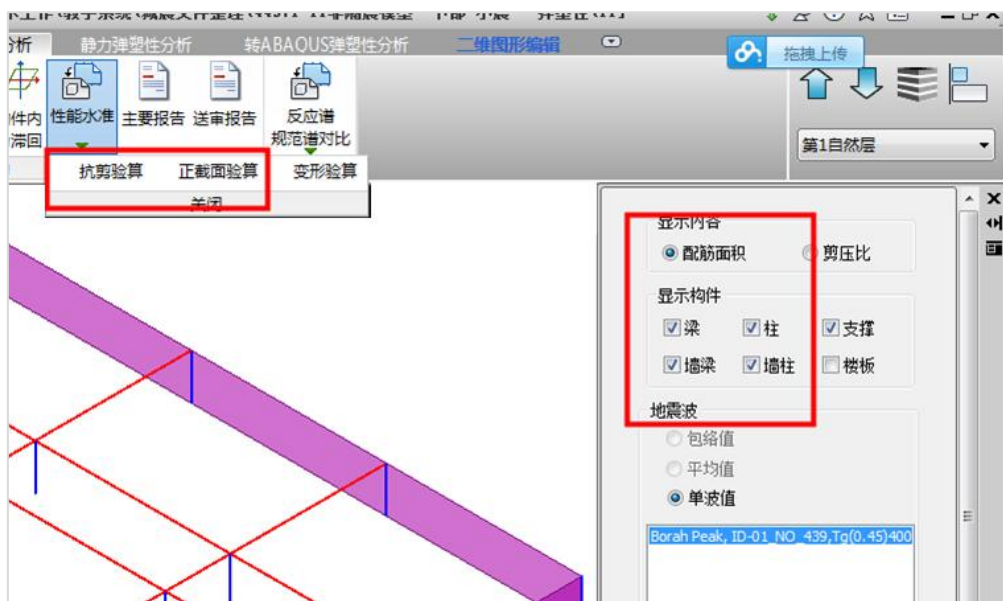 分析 静力弹塑性分析 转ABAQUS弹塑性分析 二维图形编辑
拖拽上传
件内 性能水准 主要报告 送审报告 反应谱
滞回 规范谱对比
第1自然层
抗剪验算 正截面验算 变形验算
关闭
显示内容
配筋面积 剪压比
显示构件
梁 柱 支撑
墙梁 墙柱 楼板
地震波
包络值
平均值
单波值
Borah Peak, ID-01_NO_439,Tg(0.45)400